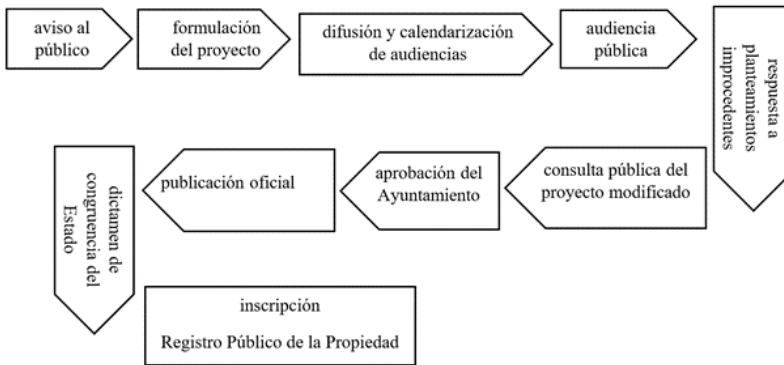 aviso al
público
formulación
del proyecto
difusión y calendarización
de audiencias
audiencia
pública
respuesta a
planteamientos
improcedentes
consulta pública del
proyecto modificado
aprobación del
Ayuntamiento
publicación oficial
dictamen de
congruencia del
Estado
inscripción
Registro Público de la Propiedad